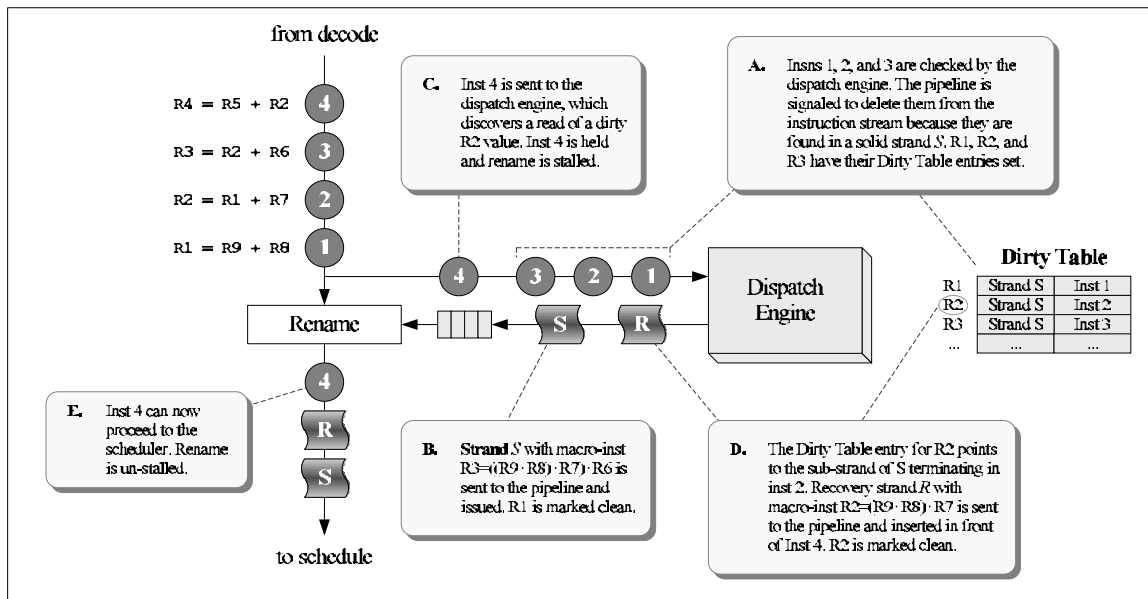 from decode
R4 = R5 + R2
4
R3 = R2 + R6
3
R2 = R1 + R7
2
R1 = R9 + R8
1
C. Inst 4 is sent to the
dispatch engine, which
discovers a read of a dirty
R2 value. Inst 4 is held
and rename is stalled.
A. Insns 1, 2, and 3 are checked by the
dispatch engine. The pipeline is
signaled to delete them from the
instruction stream because they are
found in a solid strand S. R1, R2, and
R3 have their Dirty Table entries set.
4
3
2
1
Dispatch
Engine
Dirty Table
R1 Strand S Inst 1
R2 Strand S Inst 2
R3 Strand S Inst 3
... ... ...
Rename
S
R
4
R
S
to schedule
E. Inst 4 can now
proceed to the
scheduler. Rename
is un-stalled.
B. Strand S with macro-inst
R3=((R9·R8)·R7)·R6 is
sent to the pipeline and
issued. R1 is marked clean.
D. The Dirty Table entry for R2 points
to the sub-strand of S terminating in
inst 2. Recovery strand R with
macro-inst R2=(R9·R8)·R7 is sent
to the pipeline and inserted in front
of Inst 4. R2 is marked clean.